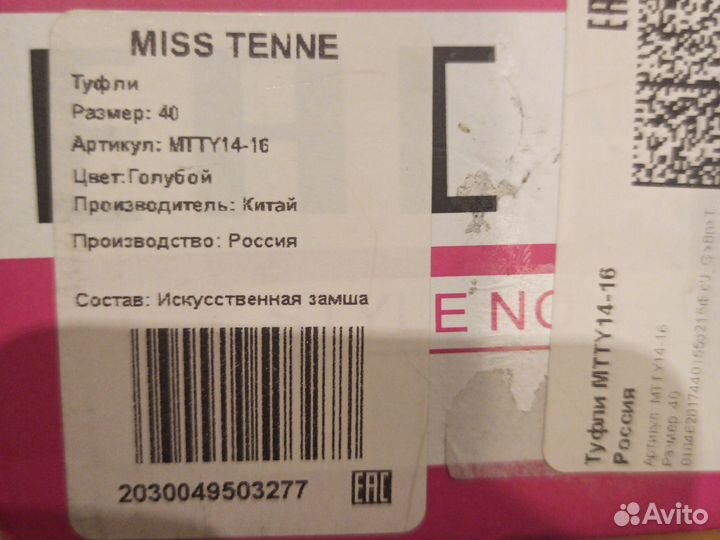 MISS TENNE
Туфли
Размер: 40
Артикул: MTTY14-16
Цвет:Голубой
Производитель: Китай
Производство: Россия
Состав: Искусственная замша
2030049503277
EAC
E NO
EAC
Туфли MTTY14-16
Россия
Артикул: MTTY14-16
Размер: 40
Avito